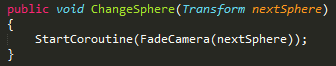 public void ChangeSphere(Transform nextSphere)
{
    StartCoroutine(FadeCamera(nextSphere));
}